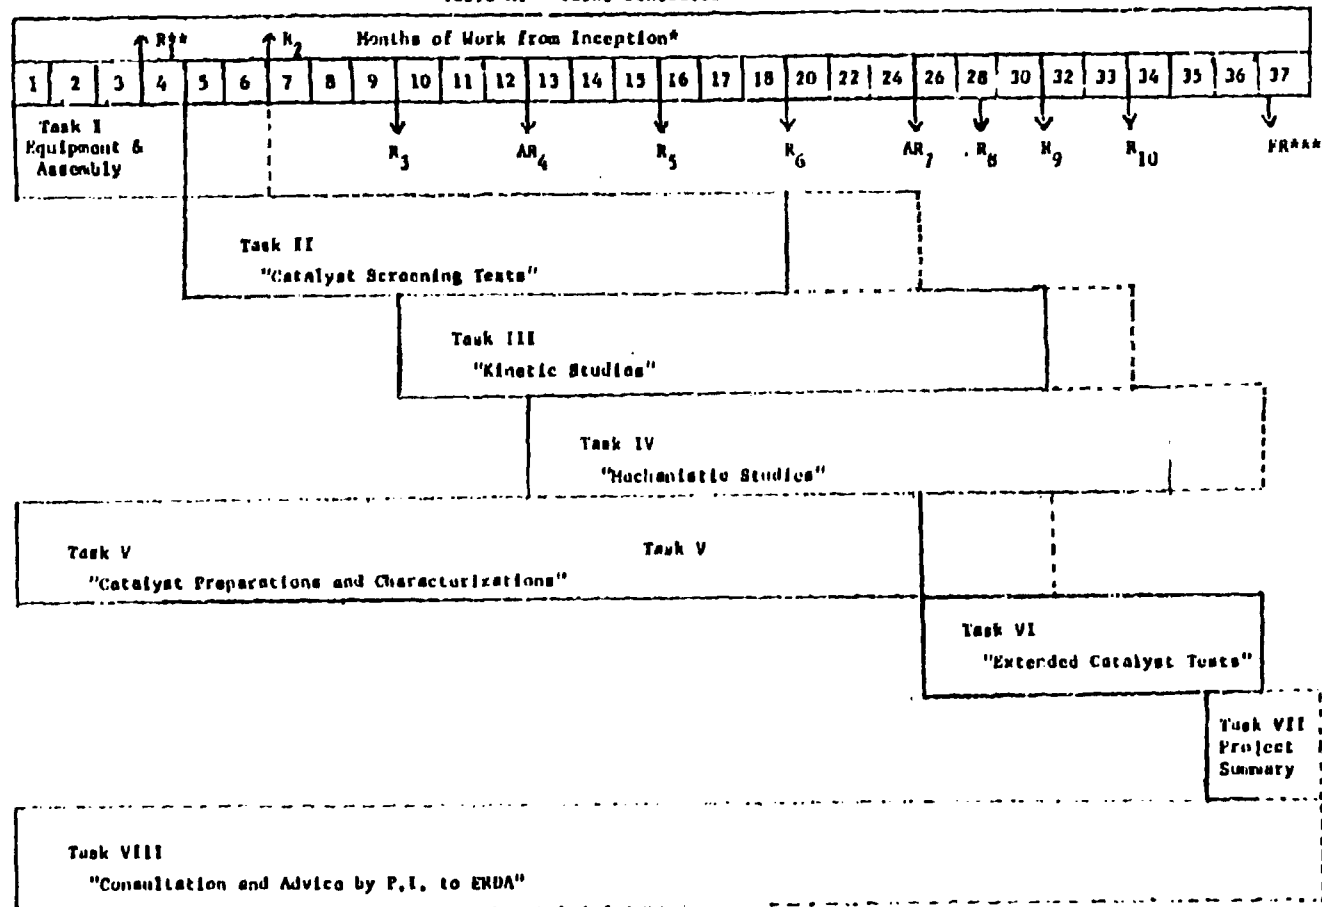 R₁**
R₂ Months of Work from Inception*
1 2 3 4 5 6 7 8 9 10 11 12 13 14 15 16 17 18 20 22 24 26 28 30 32 33 34 35 36 37
Task I
Equipment &
Assembly
R₃ AR₄ R₅ R₆ AR₇ R₈ R₉ R₁₀ FR***
Task II
"Catalyst Screening Tests"
Task III
"Kinetic Studies"
Task IV
"Mechanistic Studies"
Task V Task V
"Catalyst Preparations and Characterizations"
Task VI
"Extended Catalyst Tests"
Task VII
Project
Summary
Task VIII
"Consultation and Advice by P.I. to ERDA"